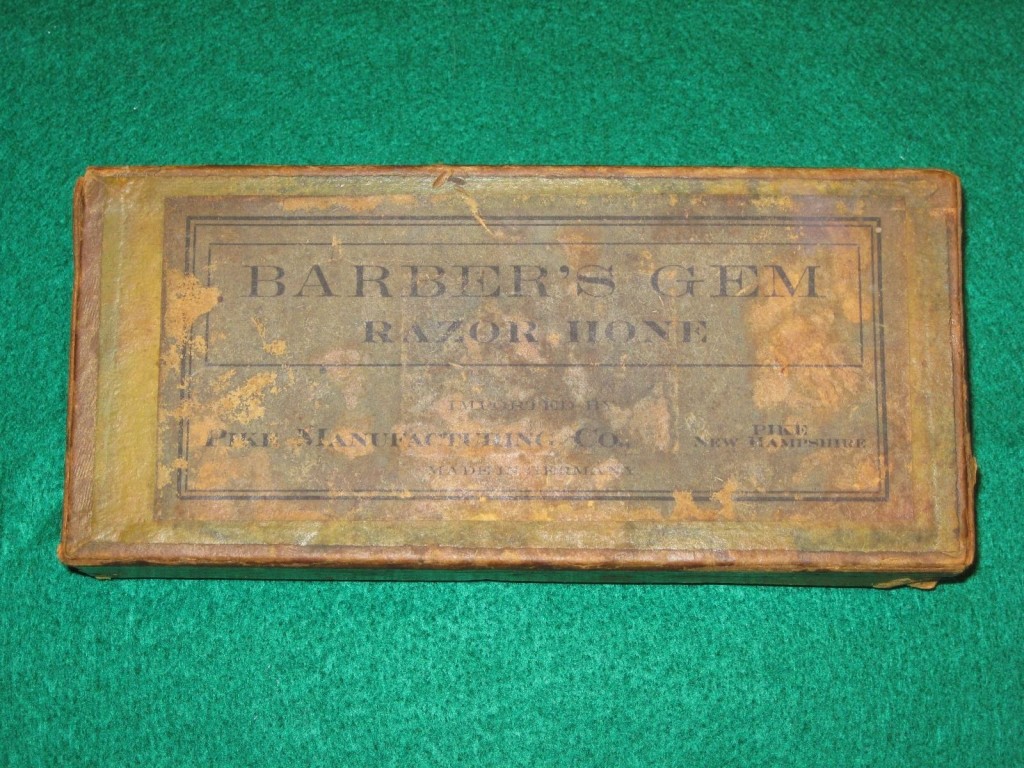 BARBER'S GEM
RAZOR HONE
IMPORTED BY
PIKE MANUFACTURING CO., PIKE
NEW HAMPSHIRE
MADE IN GERMANY